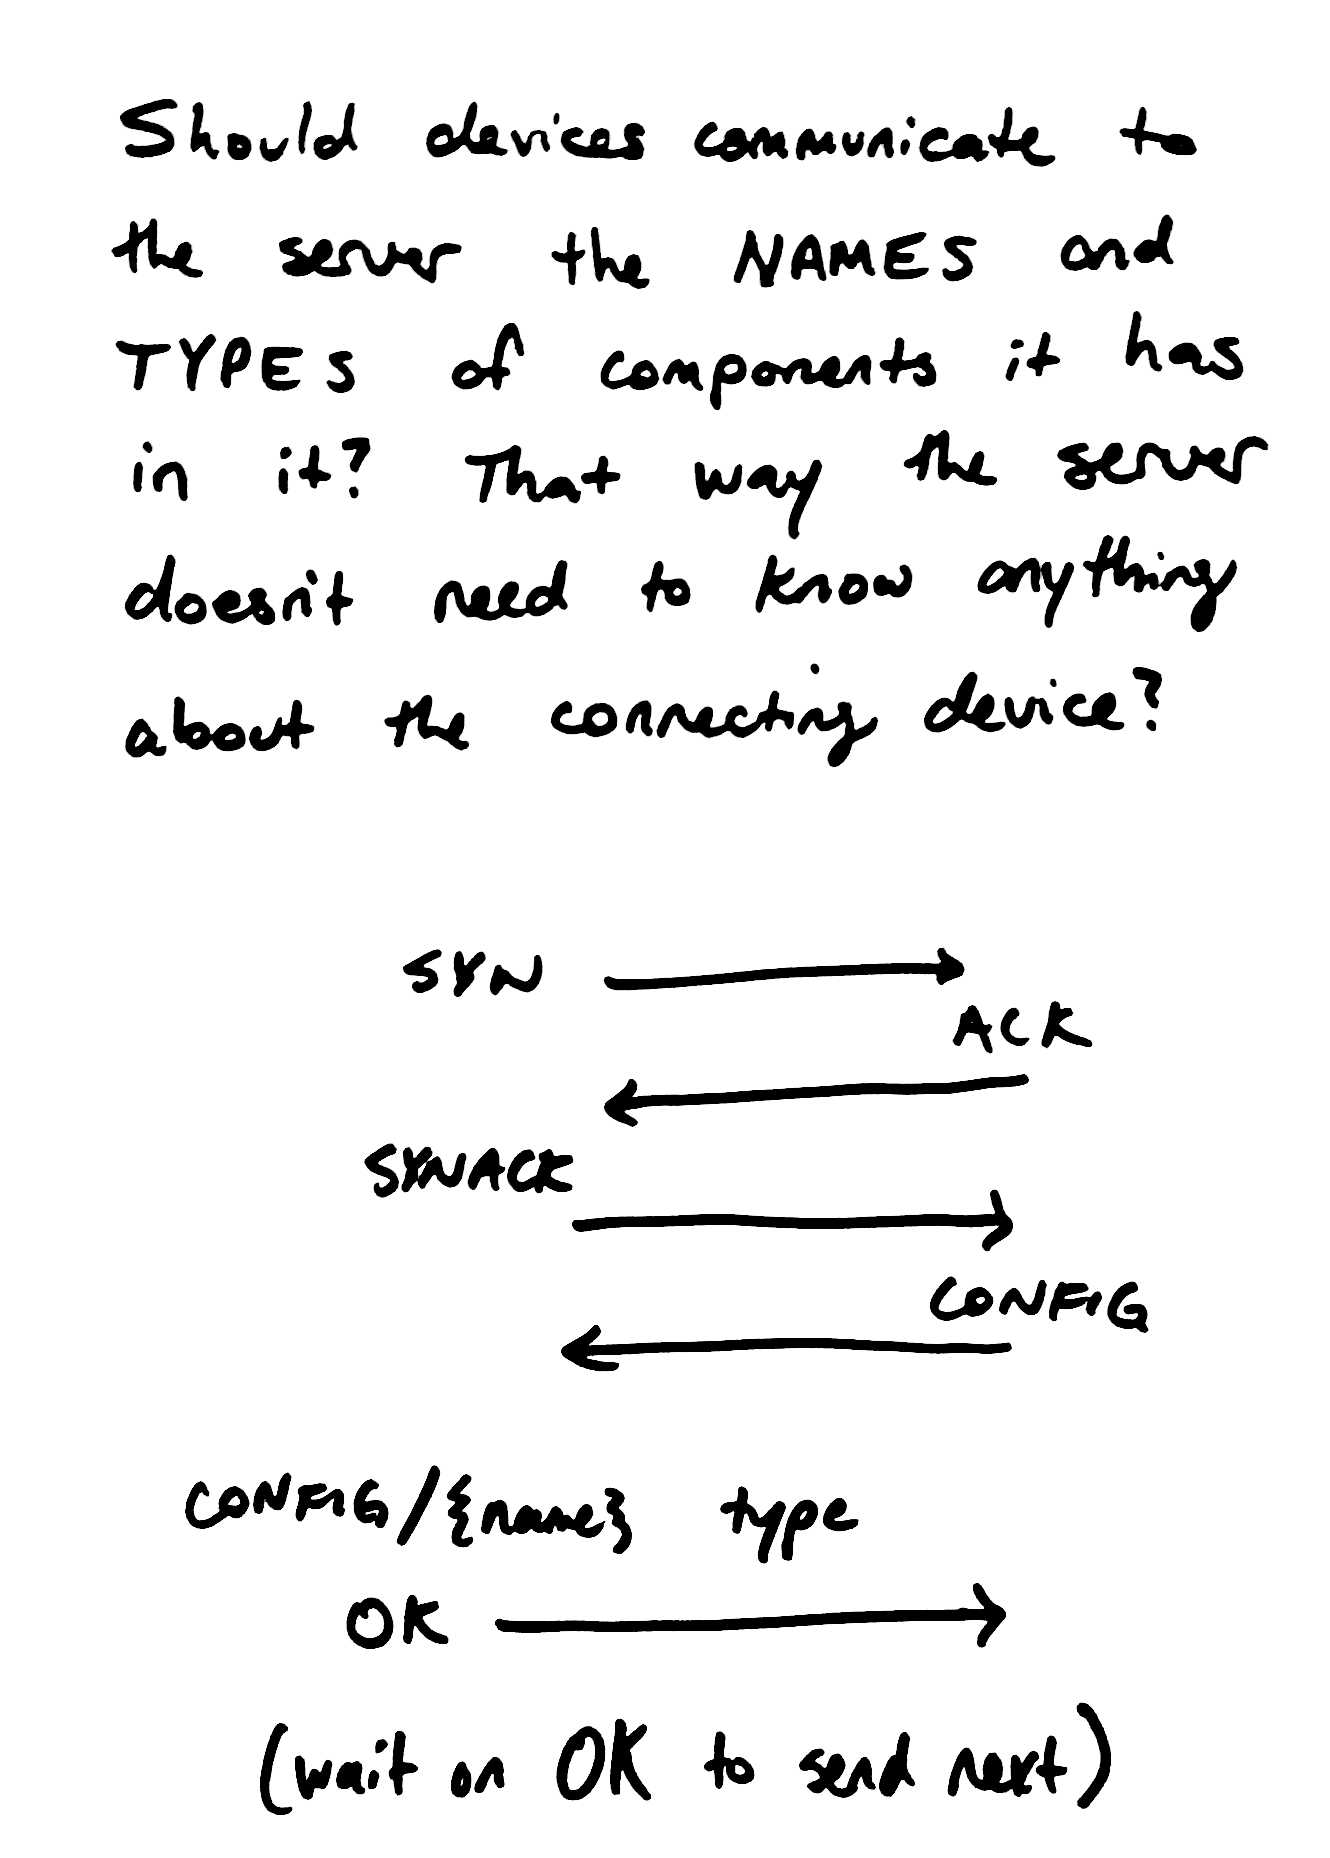 Should devices communicate to
the server the NAMES and
TYPES of components it has
in it? That way the server
doesn't need to know anything
about the connecting device?
SYN
ACK
SYNACK
CONFIG
CONFIG/{name} type
OK
(wait on OK to send next)